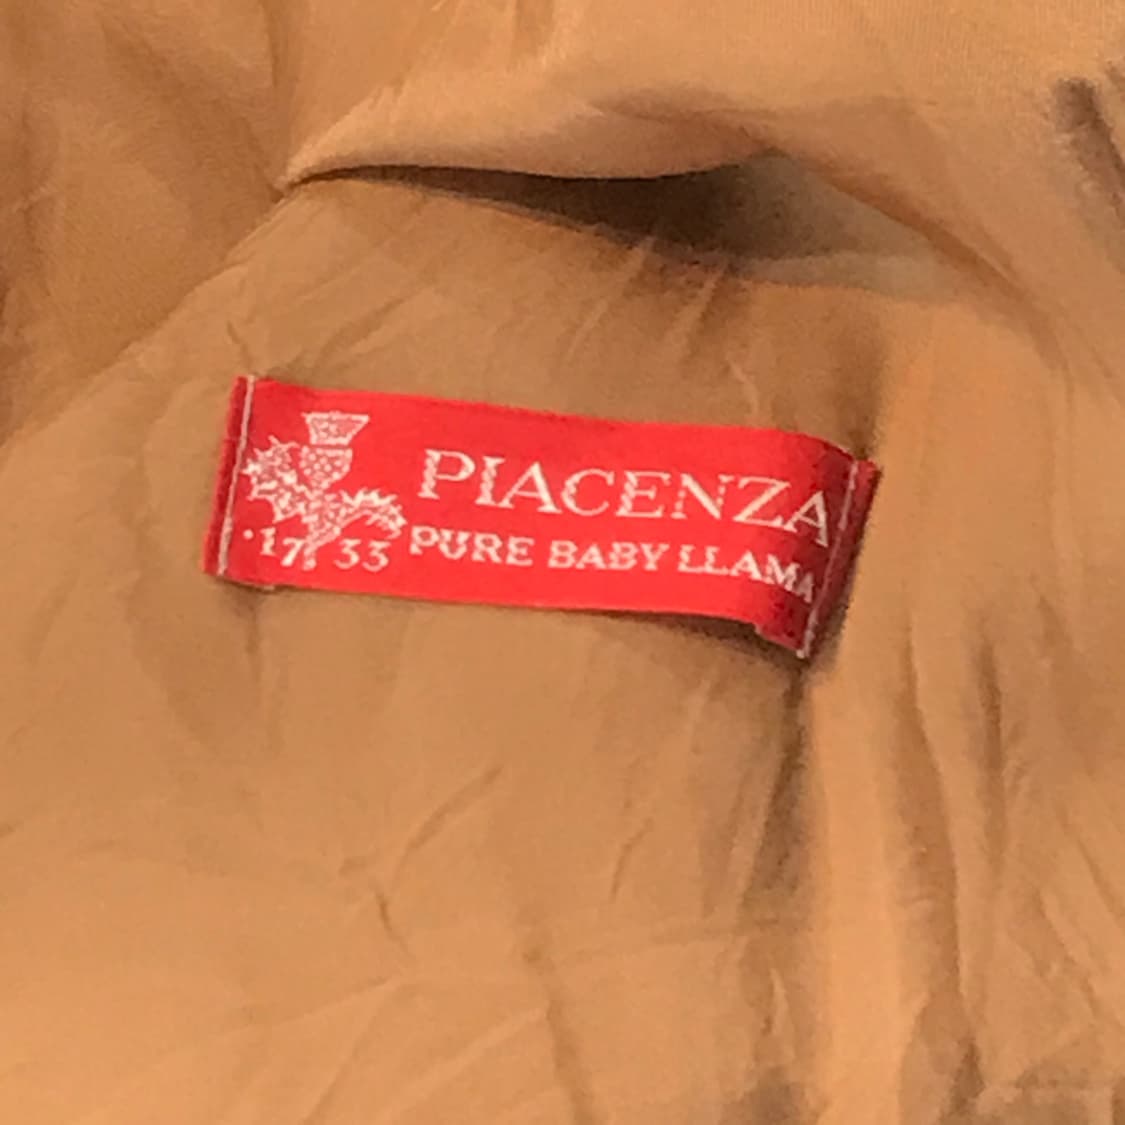 PIACENZA
·1733 PURE BABY LLAMA